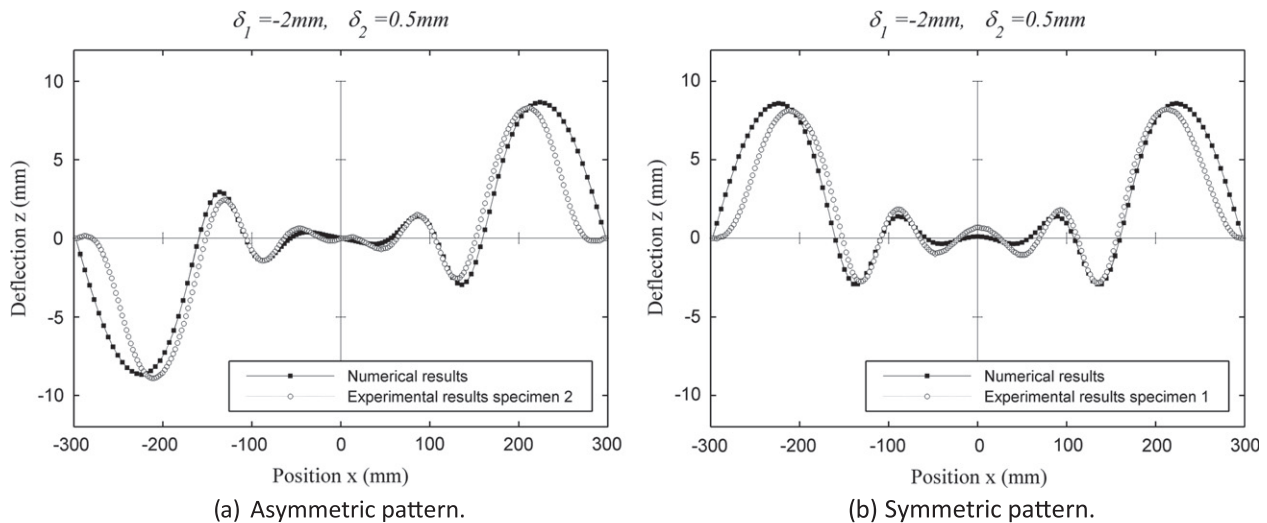 δ1 =-2mm, δ2 =0.5mm
10
5
0
-5
-10
Deflection z (mm)
Numerical results
Experimental results specimen 2
-300 -200 -100 0 100 200 300
Position x (mm)
(a) Asymmetric pattern.
δ1 =-2mm, δ2 =0.5mm
10
5
0
-5
-10
Deflection z (mm)
Numerical results
Experimental results specimen 1
-300 -200 -100 0 100 200 300
Position x (mm)
(b) Symmetric pattern.